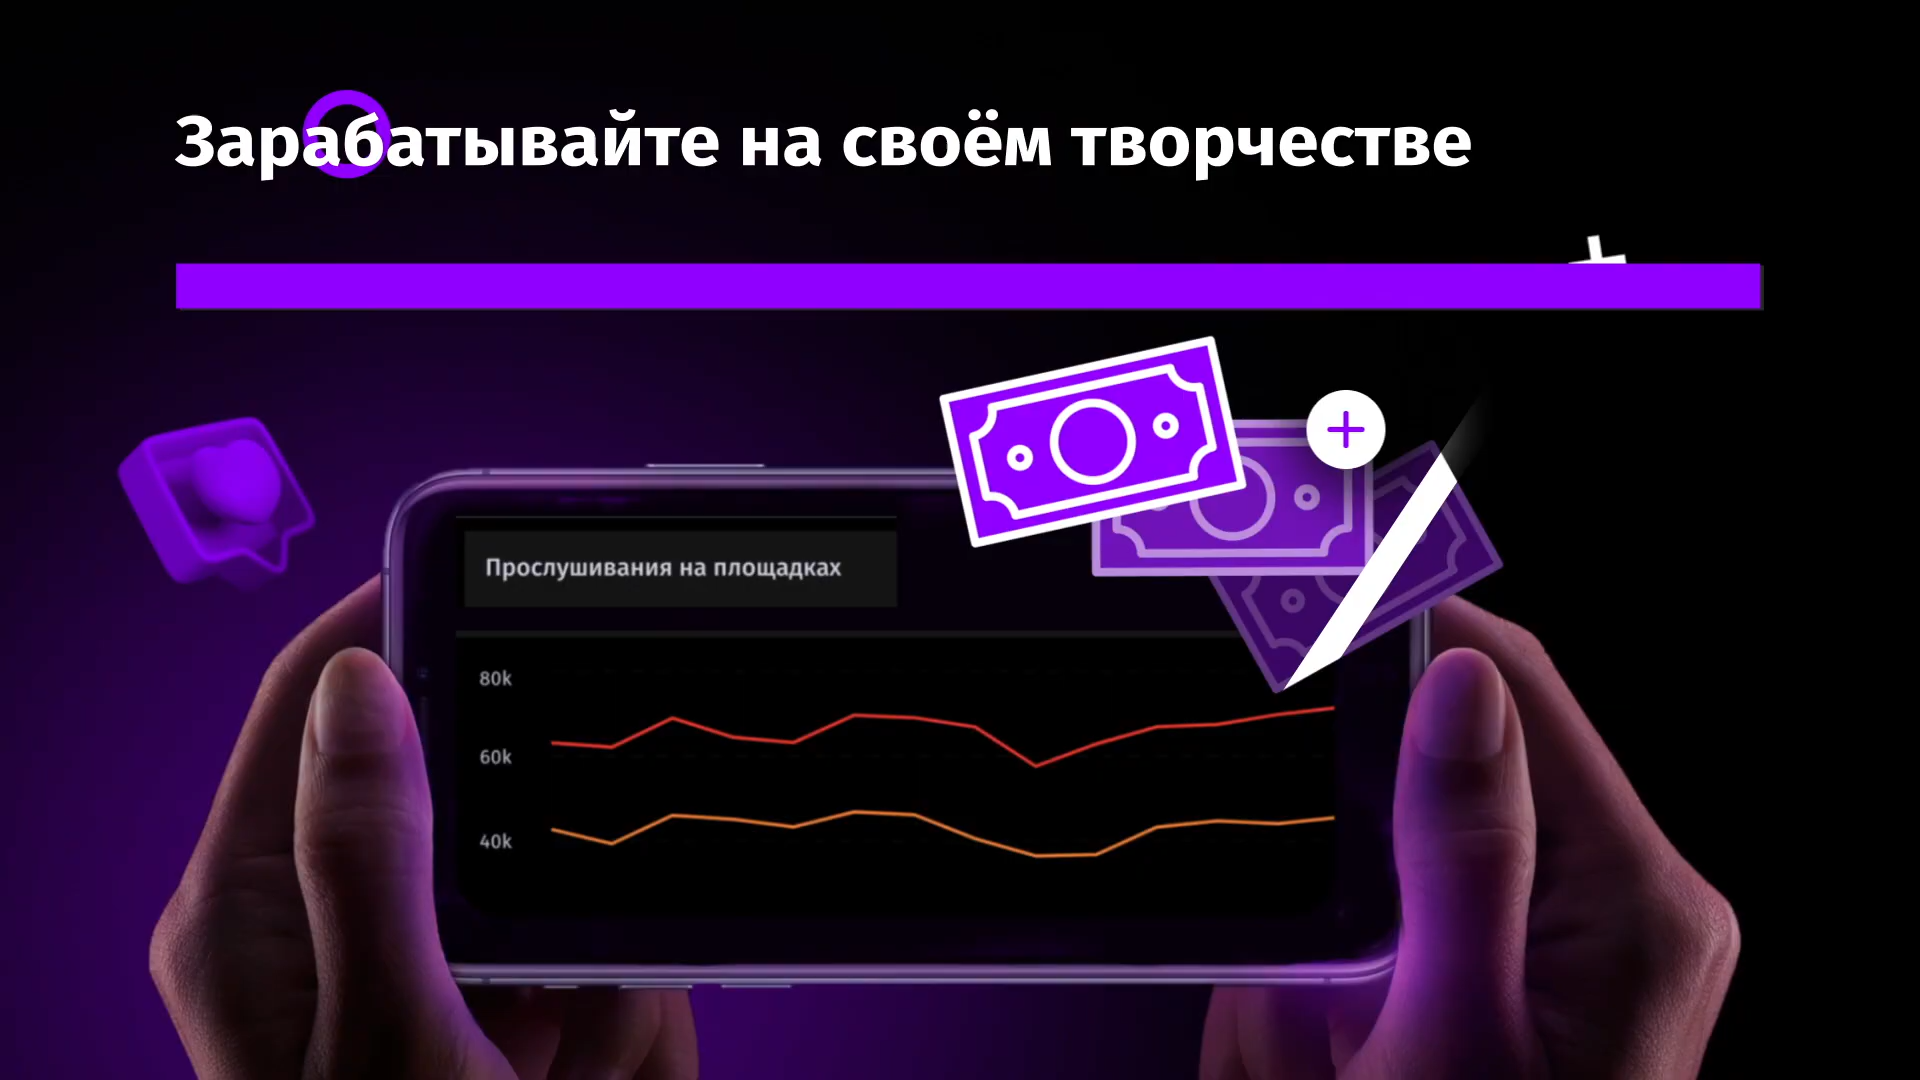 Зарабатывайте на своём творчестве
Прослушивания на площадках
80k
60k
40k